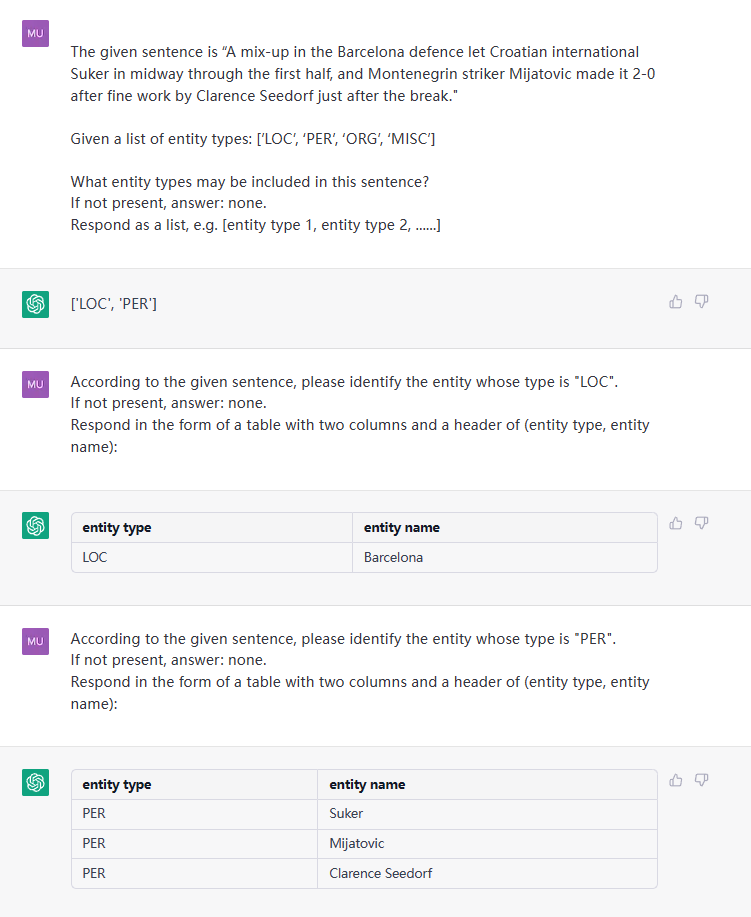 MU
The given sentence is “A mix-up in the Barcelona defence let Croatian international
Suker in midway through the first half, and Montenegrin striker Mijatovic made it 2-0
after fine work by Clarence Seedorf just after the break."
Given a list of entity types: [‘LOC’, ‘PER’, ‘ORG’, ‘MISC’]
What entity types may be included in this sentence?
If not present, answer: none.
Respond as a list, e.g. [entity type 1, entity type 2, ......]
['LOC', 'PER']
MU
According to the given sentence, please identify the entity whose type is "LOC".
If not present, answer: none.
Respond in the form of a table with two columns and a header of (entity type, entity
name):
entity type entity name
LOC Barcelona
MU
According to the given sentence, please identify the entity whose type is "PER".
If not present, answer: none.
Respond in the form of a table with two columns and a header of (entity type, entity
name):
entity type entity name
PER Suker
PER Mijatovic
PER Clarence Seedorf